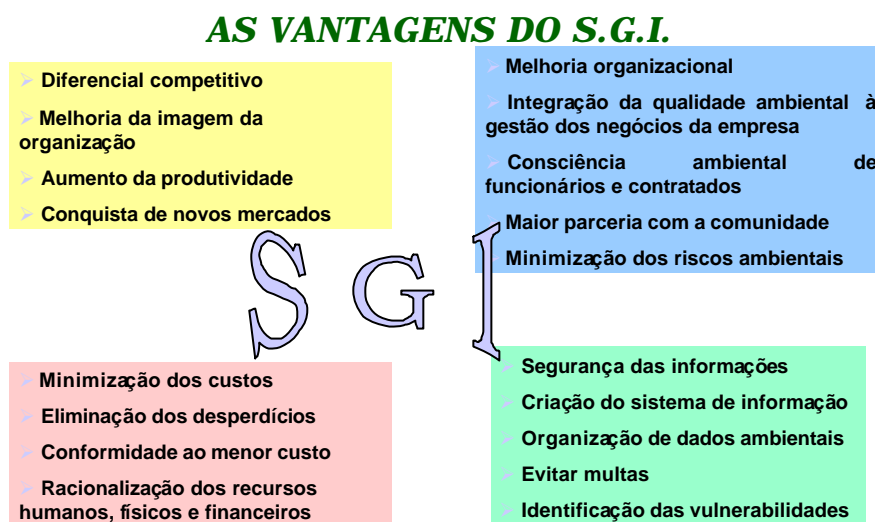 AS VANTAGENS DO S.G.I.
Diferencial competitivo
Melhoria da imagem da
organização
Aumento da produtividade
Conquista de novos mercados
Melhoria organizacional
Integração da qualidade ambiental à
gestão dos negócios da empresa
Consciência ambiental de
funcionários e contratados
Maior parceria com a comunidade
Minimização dos riscos ambientais
S G I
Minimização dos custos
Eliminação dos desperdícios
Conformidade ao menor custo
Racionalização dos recursos
humanos, físicos e financeiros
Segurança das informações
Criação do sistema de informação
Organização de dados ambientais
Evitar multas
Identificação das vulnerabilidades